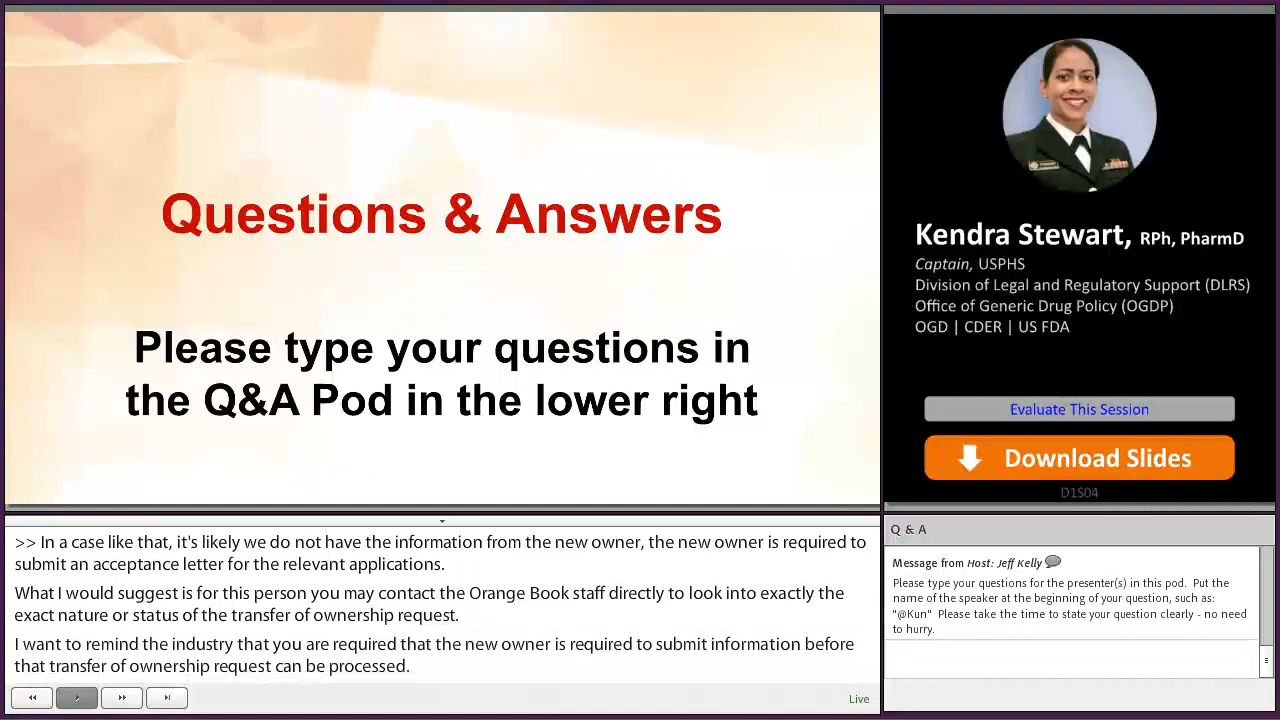 Questions & Answers
Please type your questions in
the Q&A Pod in the lower right
Kendra Stewart, RPh, PharmD
Captain, USPHS
Division of Legal and Regulatory Support (DLRS)
Office of Generic Drug Policy (OGDP)
OGD | CDER | US FDA
Evaluate This Session
Download Slides
D1S04
>> In a case like that, it's likely we do not have the information from the new owner, the new owner is required to
submit an acceptance letter for the relevant applications.
What I would suggest is for this person you may contact the Orange Book staff directly to look into exactly the
exact nature or status of the transfer of ownership request.
I want to remind the industry that you are required that the new owner is required to submit information before
that transfer of ownership request can be processed.
Live
Q & A
Message from Host: Jeff Kelly
Please type your questions for the presenter(s) in this pod. Put the
name of the speaker at the beginning of your question, such as:
"@Kun" Please take the time to state your question clearly - no need
to hurry.